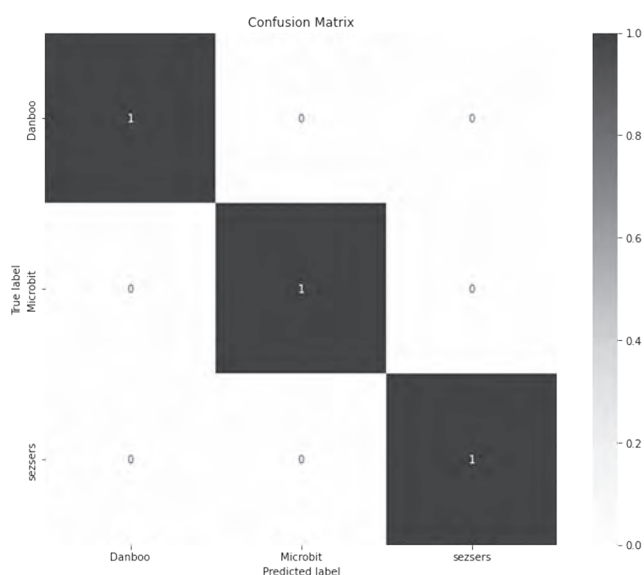 Confusion Matrix
Danboo
1
0
0
True label
Microbit
0
1
0
sezsers
0
0
1
Danboo
Microbit
sezsers
Predicted label
1.0
0.8
0.6
0.4
0.2
0.0